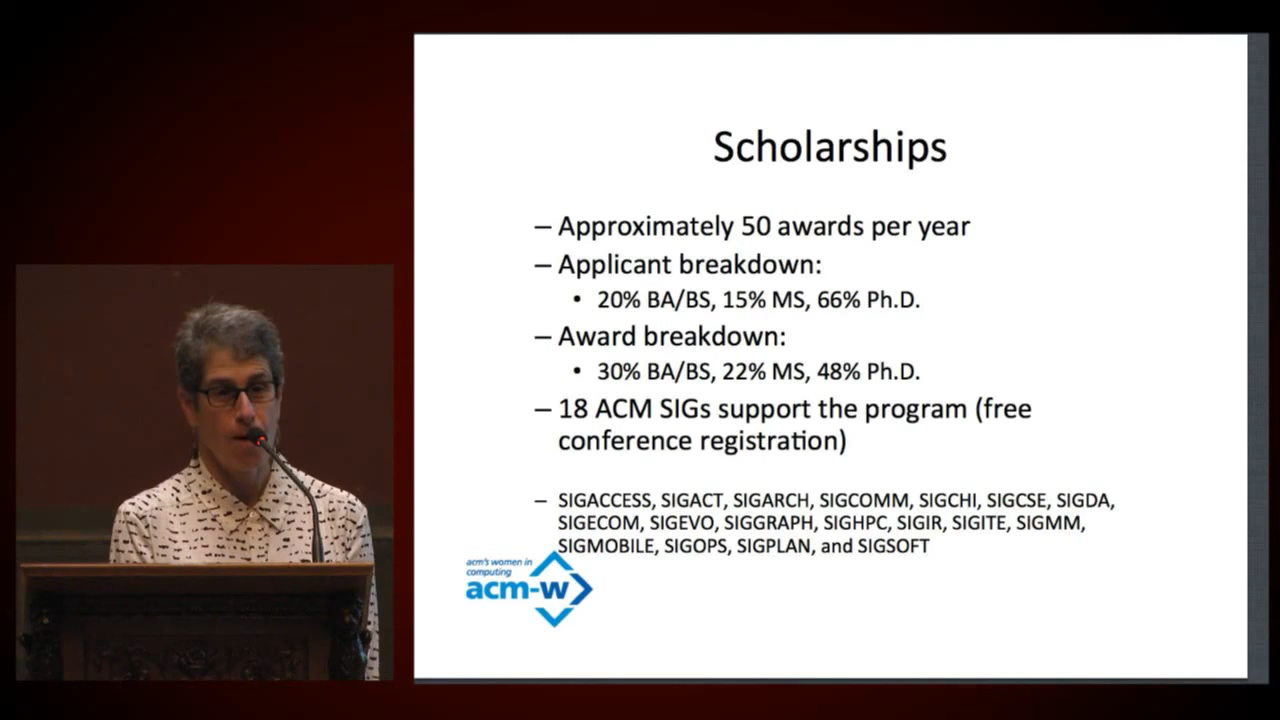 Scholarships
– Approximately 50 awards per year
– Applicant breakdown:
• 20% BA/BS, 15% MS, 66% Ph.D.
– Award breakdown:
• 30% BA/BS, 22% MS, 48% Ph.D.
– 18 ACM SIGs support the program (free
conference registration)
– SIGACCESS, SIGACT, SIGARCH, SIGCOMM, SIGCHI, SIGCSE, SIGDA,
SIGECOM, SIGEVO, SIGGRAPH, SIGHPC, SIGIR, SIGITE, SIGMM,
SIGMOBILE, SIGOPS, SIGPLAN, and SIGSOFT
acm's women in
computing
acm-w